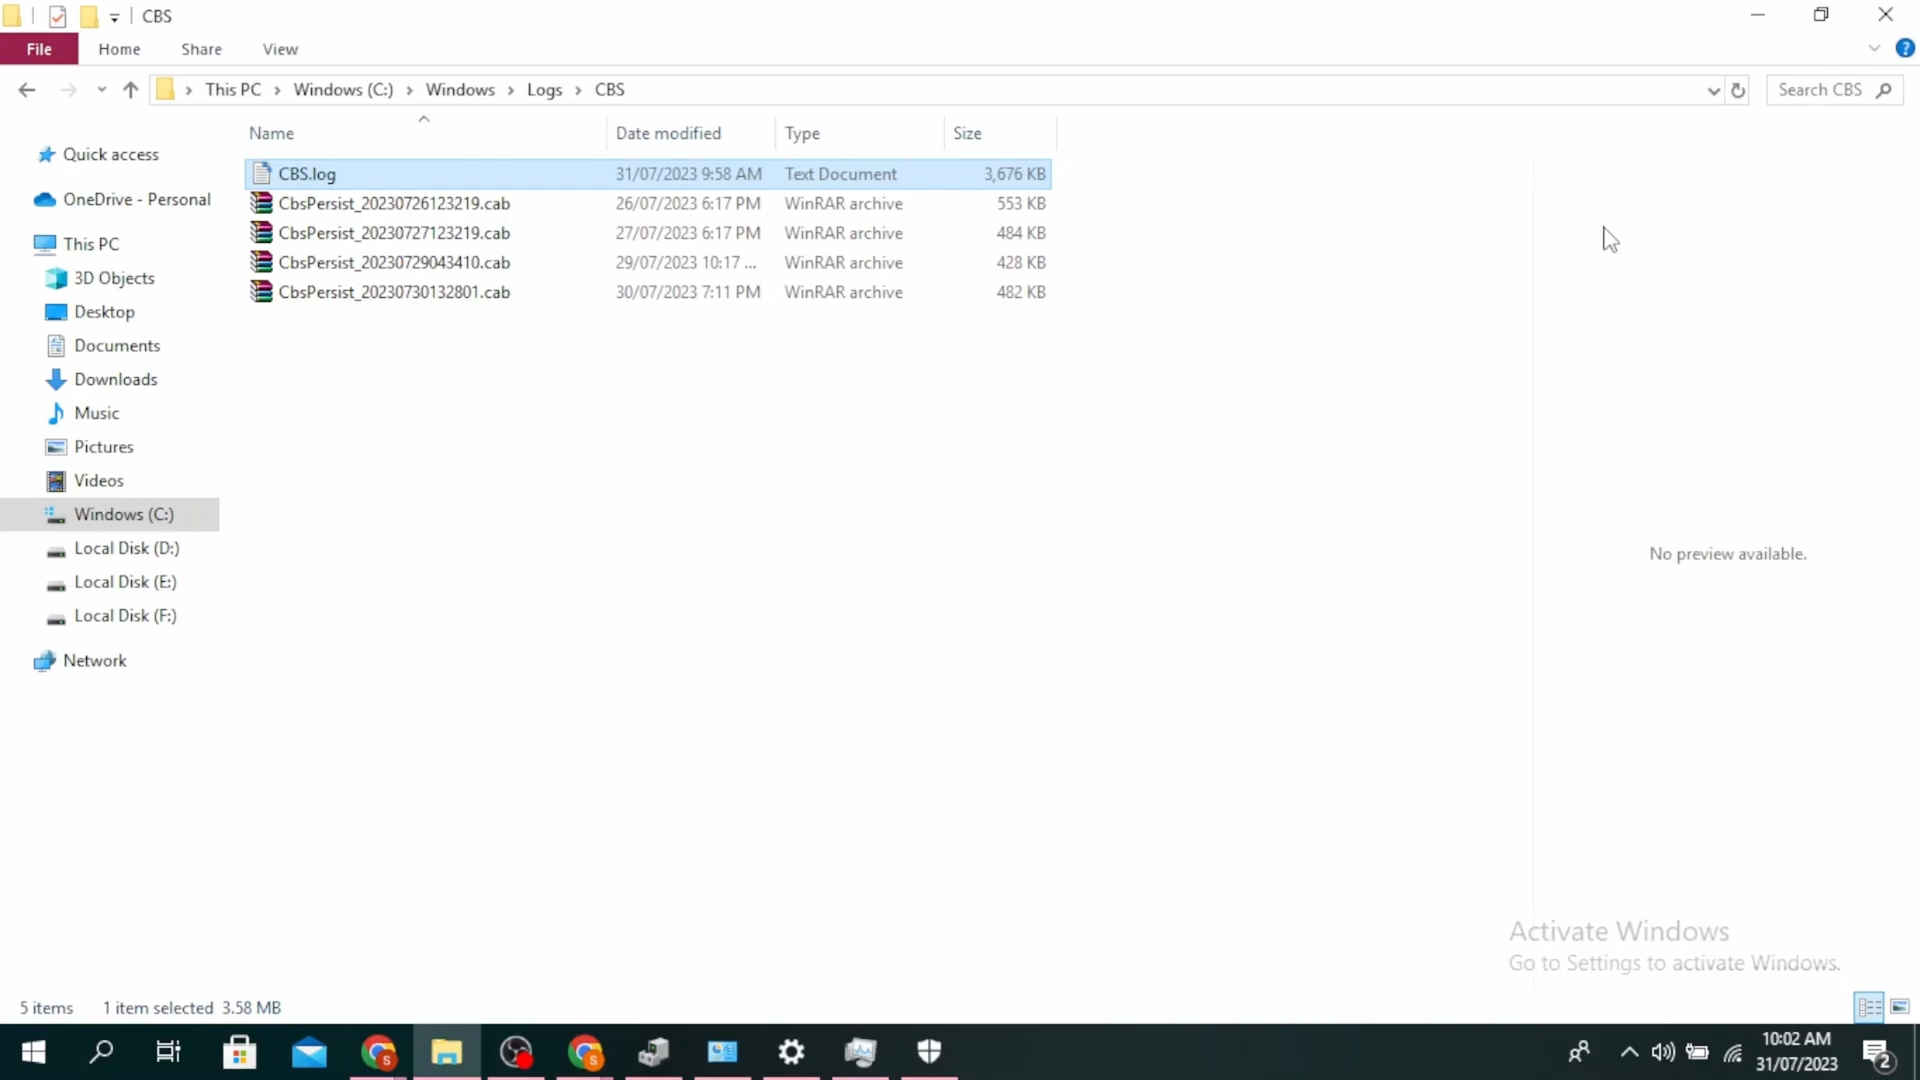 CBS
File Home Share View
This PC Windows (C:) Windows Logs CBS
Search CBS
Name Date modified Type Size
Quick access
OneDrive - Personal
This PC
3D Objects
Desktop
Documents
Downloads
Music
Pictures
Videos
Windows (C:)
Local Disk (D:)
Local Disk (E:)
Local Disk (F:)
Network
CBS.log 31/07/2023 9:58 AM Text Document 3,676 KB
CbsPersist_20230726123219.cab 26/07/2023 6:17 PM WinRAR archive 553 KB
CbsPersist_20230727123219.cab 27/07/2023 6:17 PM WinRAR archive 484 KB
CbsPersist_20230729043410.cab 29/07/2023 10:17 ... WinRAR archive 428 KB
CbsPersist_20230730132801.cab 30/07/2023 7:11 PM WinRAR archive 482 KB
No preview available.
Activate Windows
Go to Settings to activate Windows.
5 items 1 item selected 3.58 MB
S
S
10:02 AM
31/07/2023
2